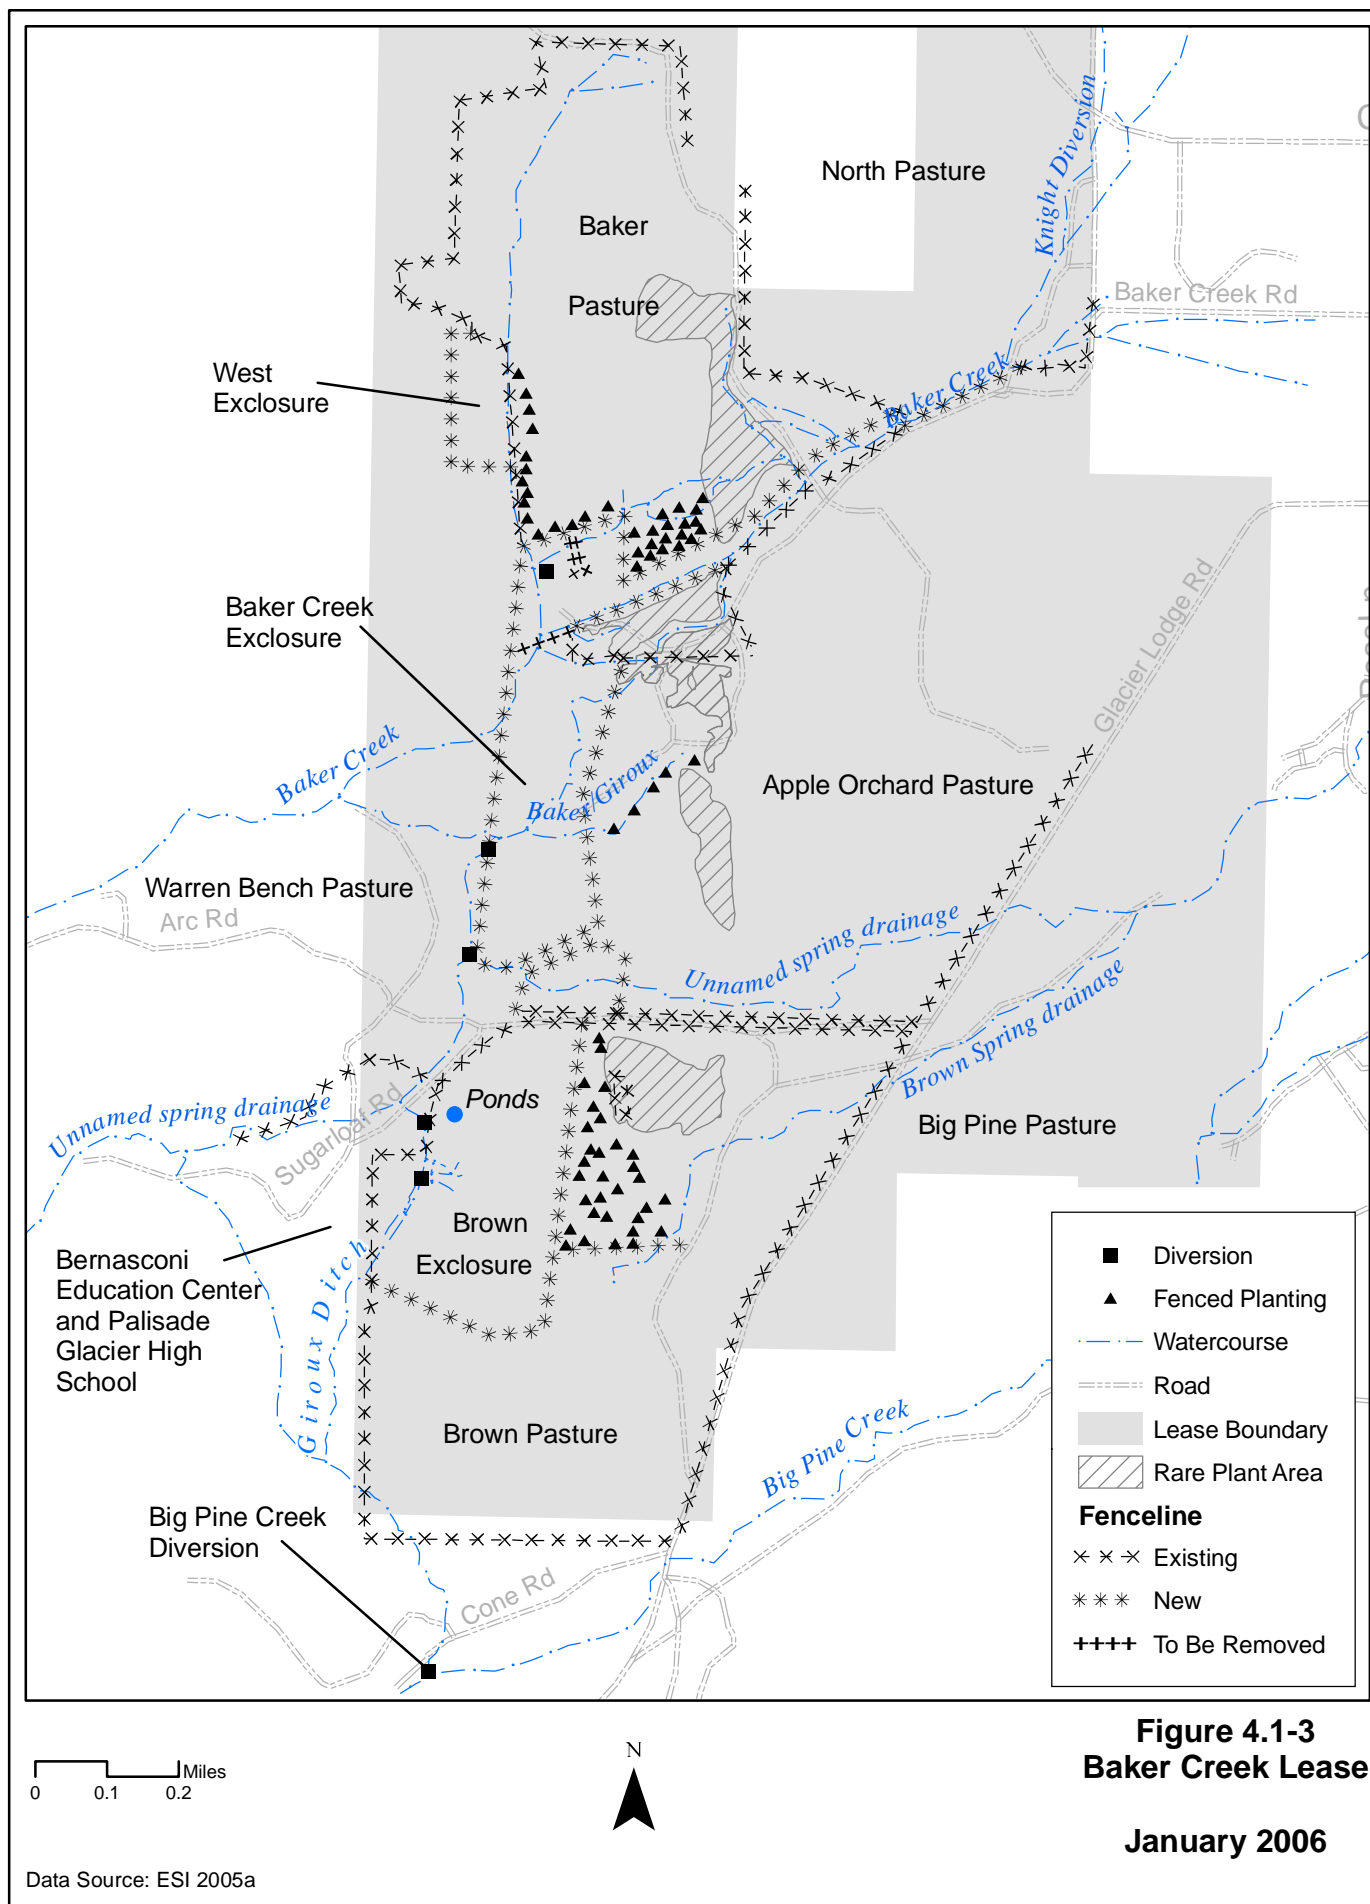 North Pasture
Knight Diversion
Baker
Pasture
Baker Creek Rd
West
Exclosure
Baker Creek
Baker Creek
Exclosure
Glacier Lodge Rd
Baker Creek
Baker/Giroux
Apple Orchard Pasture
Warren Bench Pasture
Arc Rd
Unnamed spring drainage
Brown Spring drainage
Ponds
Unnamed spring drainage
Sugarloaf Rd
Big Pine Pasture
Brown
Exclosure
Bernasconi
Education Center
and Palisade
Glacier High
School
Giroux Ditch
Brown Pasture
Big Pine Creek
Big Pine Creek
Diversion
Cone Rd
Diversion
Fenced Planting
Watercourse
Road
Lease Boundary
Rare Plant Area
Fenceline
Existing
New
To Be Removed
Figure 4.1-3
Baker Creek Lease
January 2006
N
Miles
0 0.1 0.2
Data Source: ESI 2005a